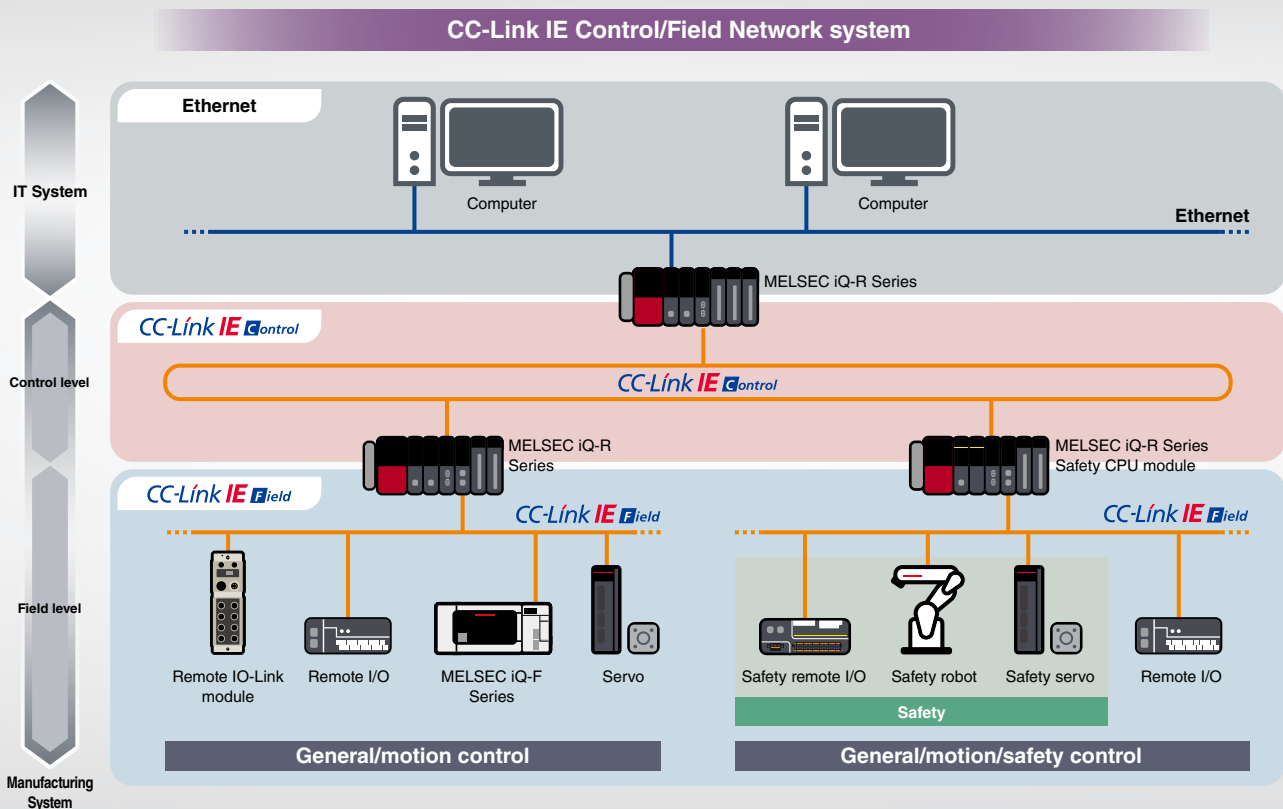 CC-Link IE Control/Field Network system
Ethernet
IT System
Computer
Computer
Ethernet
MELSEC iQ-R Series
CC-Link IE Control
Control level
CC-Link IE Control
MELSEC iQ-R
Series
MELSEC iQ-R Series
Safety CPU module
CC-Link IE Field
CC-Link IE Field
CC-Link IE Field
Field level
Remote IO-Link
module
Remote I/O
MELSEC iQ-F
Series
Servo
Safety remote I/O
Safety robot
Safety servo
Remote I/O
Safety
General/motion control
General/motion/safety control
Manufacturing
System